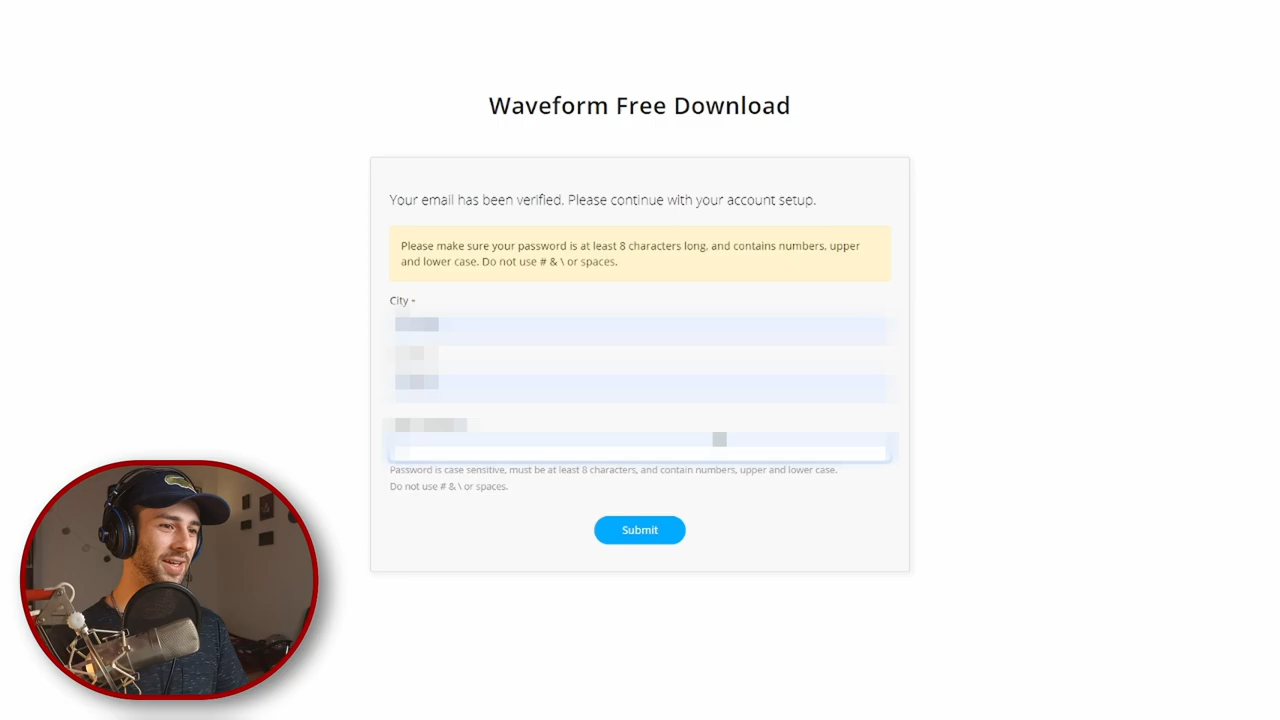 Waveform Free Download
Your email has been verified. Please continue with your account setup.
Please make sure your password is at least 8 characters long, and contains numbers, upper
and lower case. Do not use # & \ or spaces.
City *
Password is case sensitive, must be at least 8 characters, and contain numbers, upper and lower case.
Do not use # & \ or spaces.
Submit